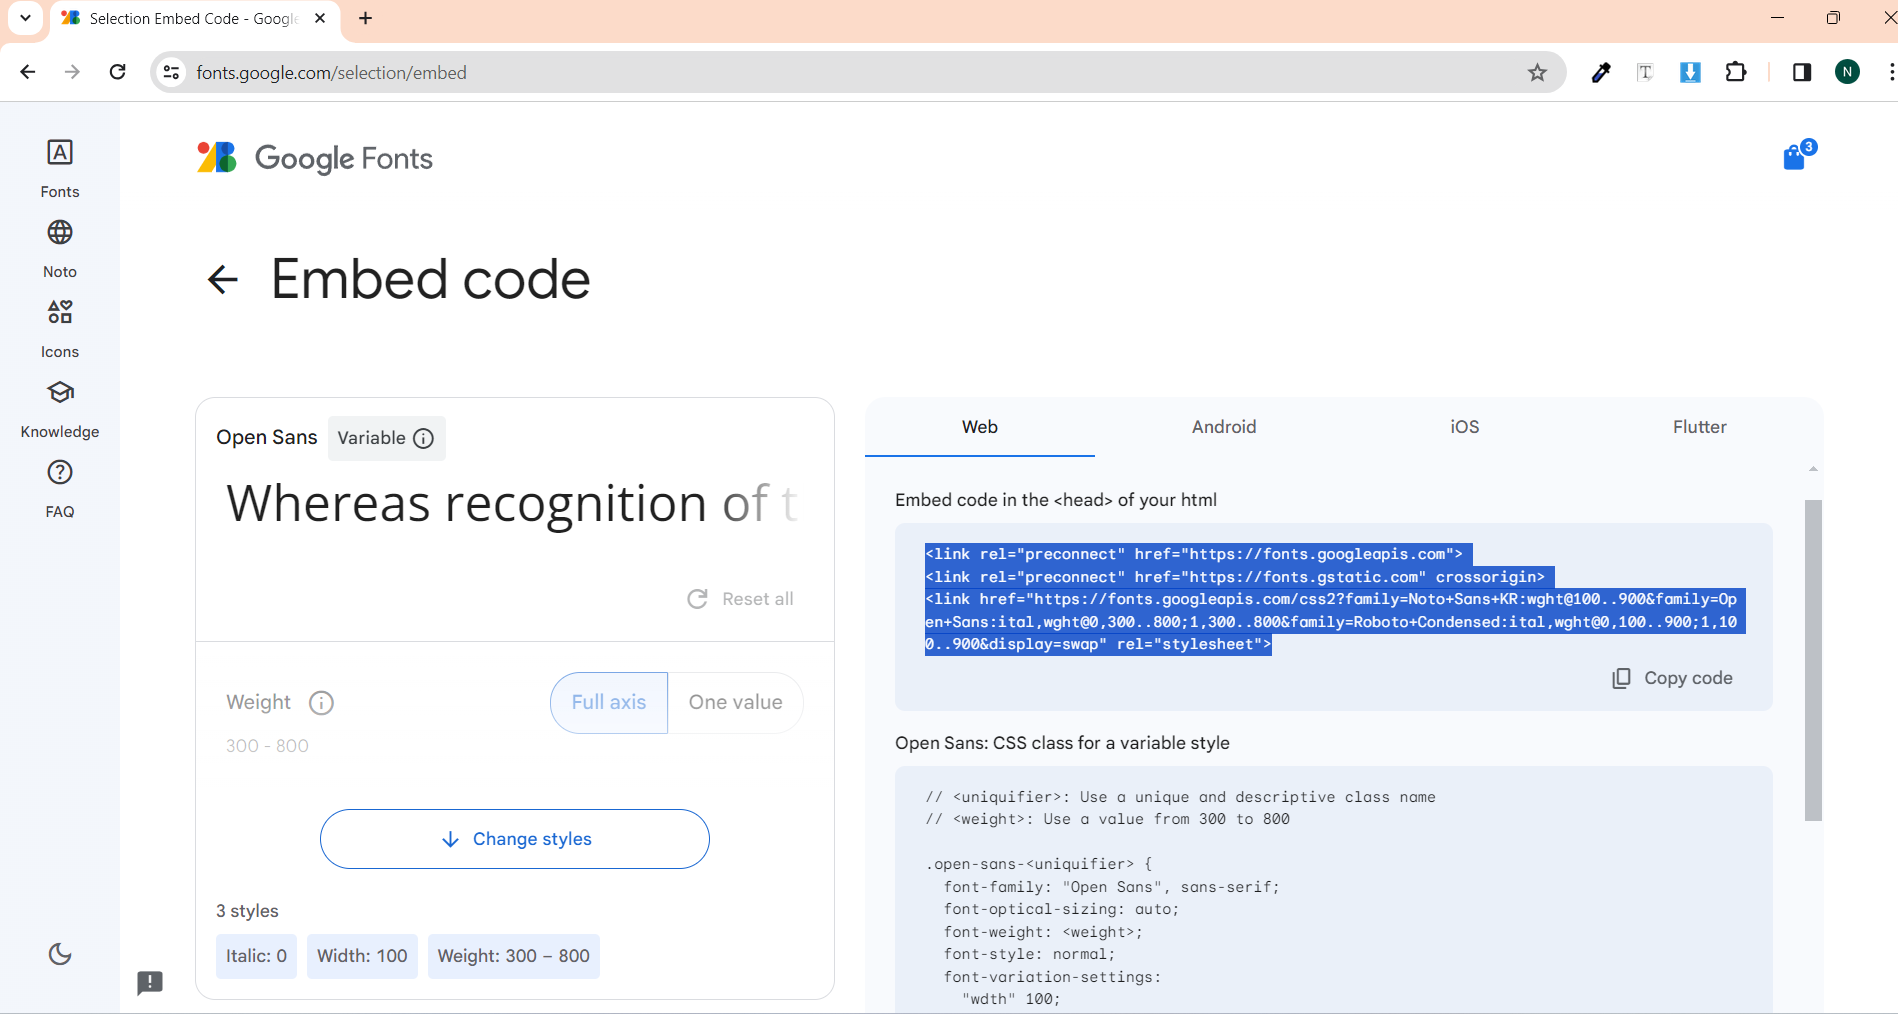 Selection Embed Code - Googl
fonts.google.com/selection/embed
T
N
A
Fonts
Noto
Icons
Knowledge
FAQ
Google Fonts
3
Embed code
Open Sans Variable
Whereas recognition of t
Reset all
Weight
Full axis One value
300 - 800
Change styles
3 styles
Italic: 0 Width: 100 Weight: 300 – 800
Web Android iOS Flutter
Embed code in the <head> of your html
<link rel="preconnect" href="https://fonts.googleapis.com">
<link rel="preconnect" href="https://fonts.gstatic.com" crossorigin>
<link href="https://fonts.googleapis.com/css2?family=Noto+Sans+KR:wght@100..900&family=Op
en+Sans:ital,wght@0,300..800;1,300..800&family=Roboto+Condensed:ital,wght@0,100..900;1,10
0..900&display=swap" rel="stylesheet">
Copy code
Open Sans: CSS class for a variable style
// <uniquifier>: Use a unique and descriptive class name
// <weight>: Use a value from 300 to 800
.open-sans-<uniquifier> {
font-family: "Open Sans", sans-serif;
font-optical-sizing: auto;
font-weight: <weight>;
font-style: normal;
font-variation-settings:
"wdth" 100;